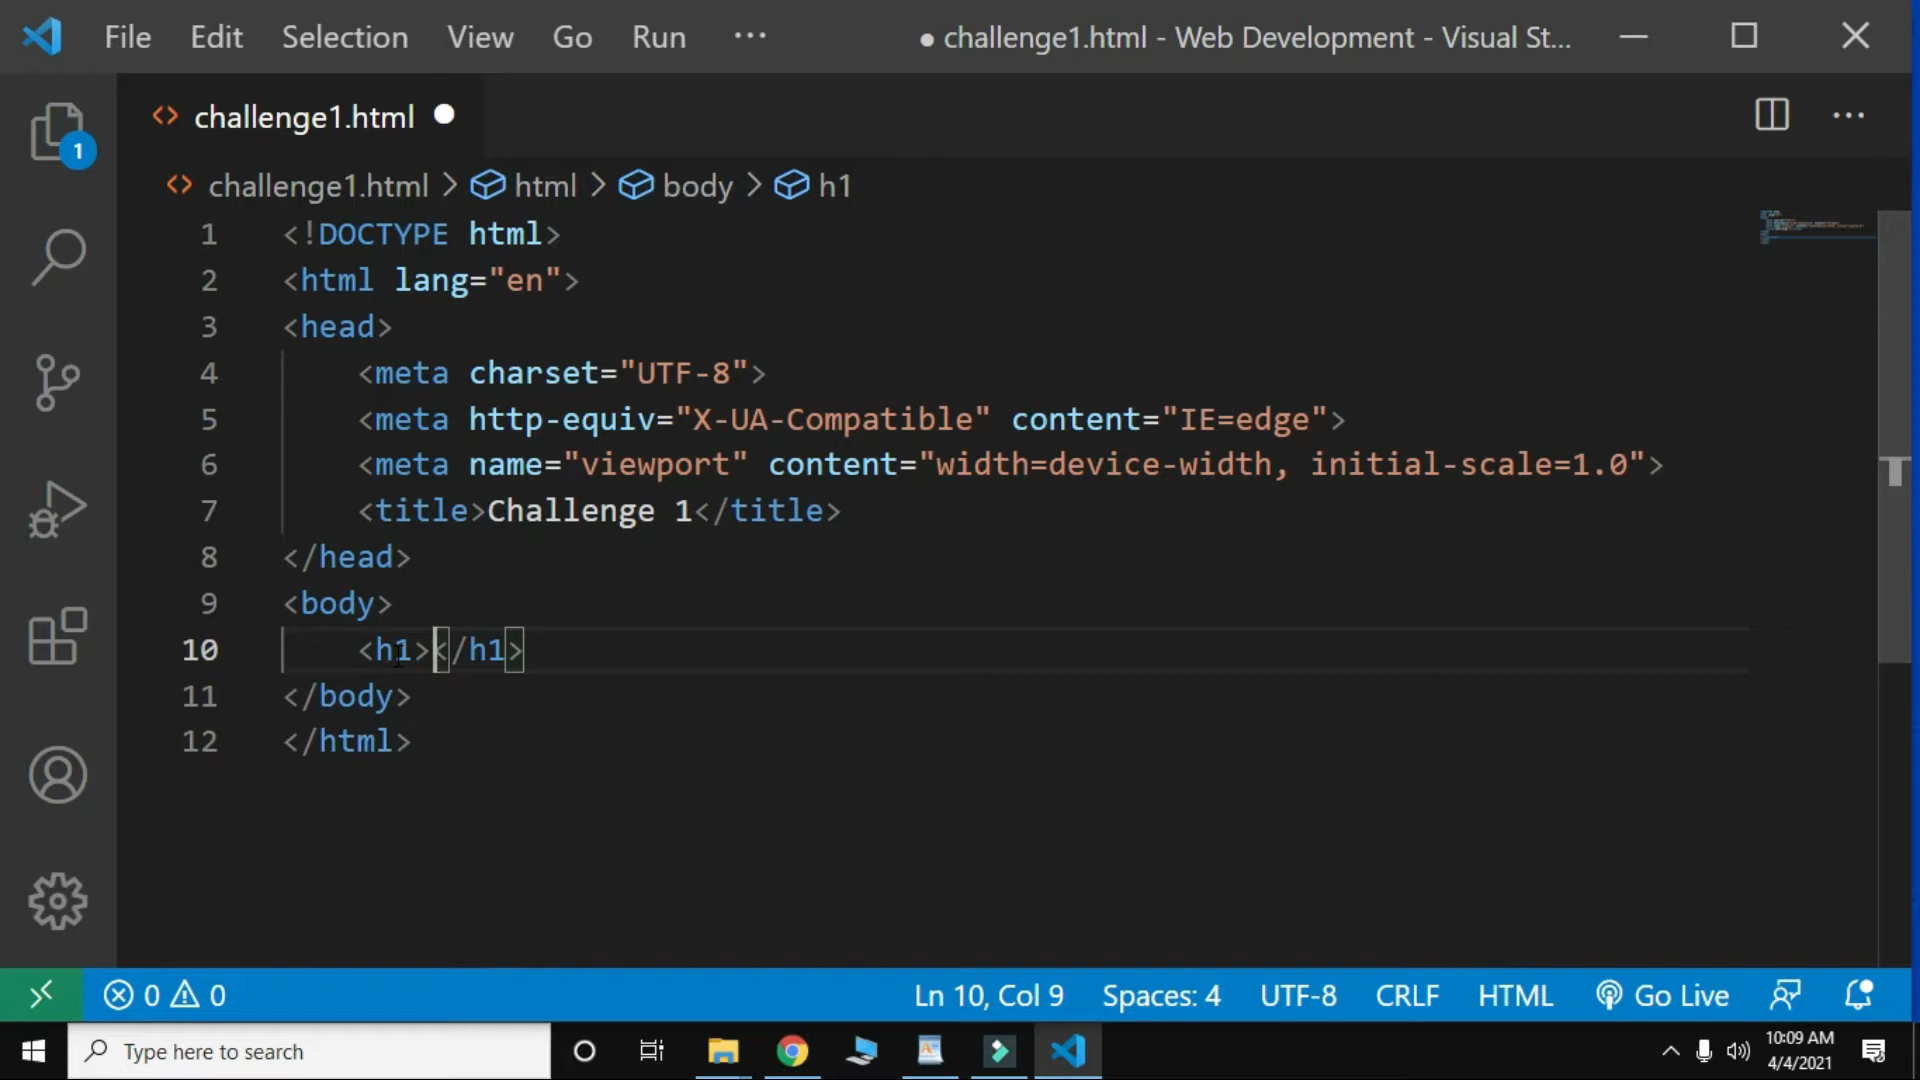 File Edit Selection View Go Run ··· ● challenge1.html - Web Development - Visual St...
challenge1.html ● ···
1
challenge1.html > html > body > h1
1 <!DOCTYPE html>
2 <html lang="en">
3 <head>
4 <meta charset="UTF-8">
5 <meta http-equiv="X-UA-Compatible" content="IE=edge">
6 <meta name="viewport" content="width=device-width, initial-scale=1.0">
7 <title>Challenge 1</title>
8 </head>
9 <body>
10 <h1></h1>
11 </body>
12 </html>
0 0 Ln 10, Col 9 Spaces: 4 UTF-8 CRLF HTML Go Live
Type here to search 10:09 AM
4/4/2021